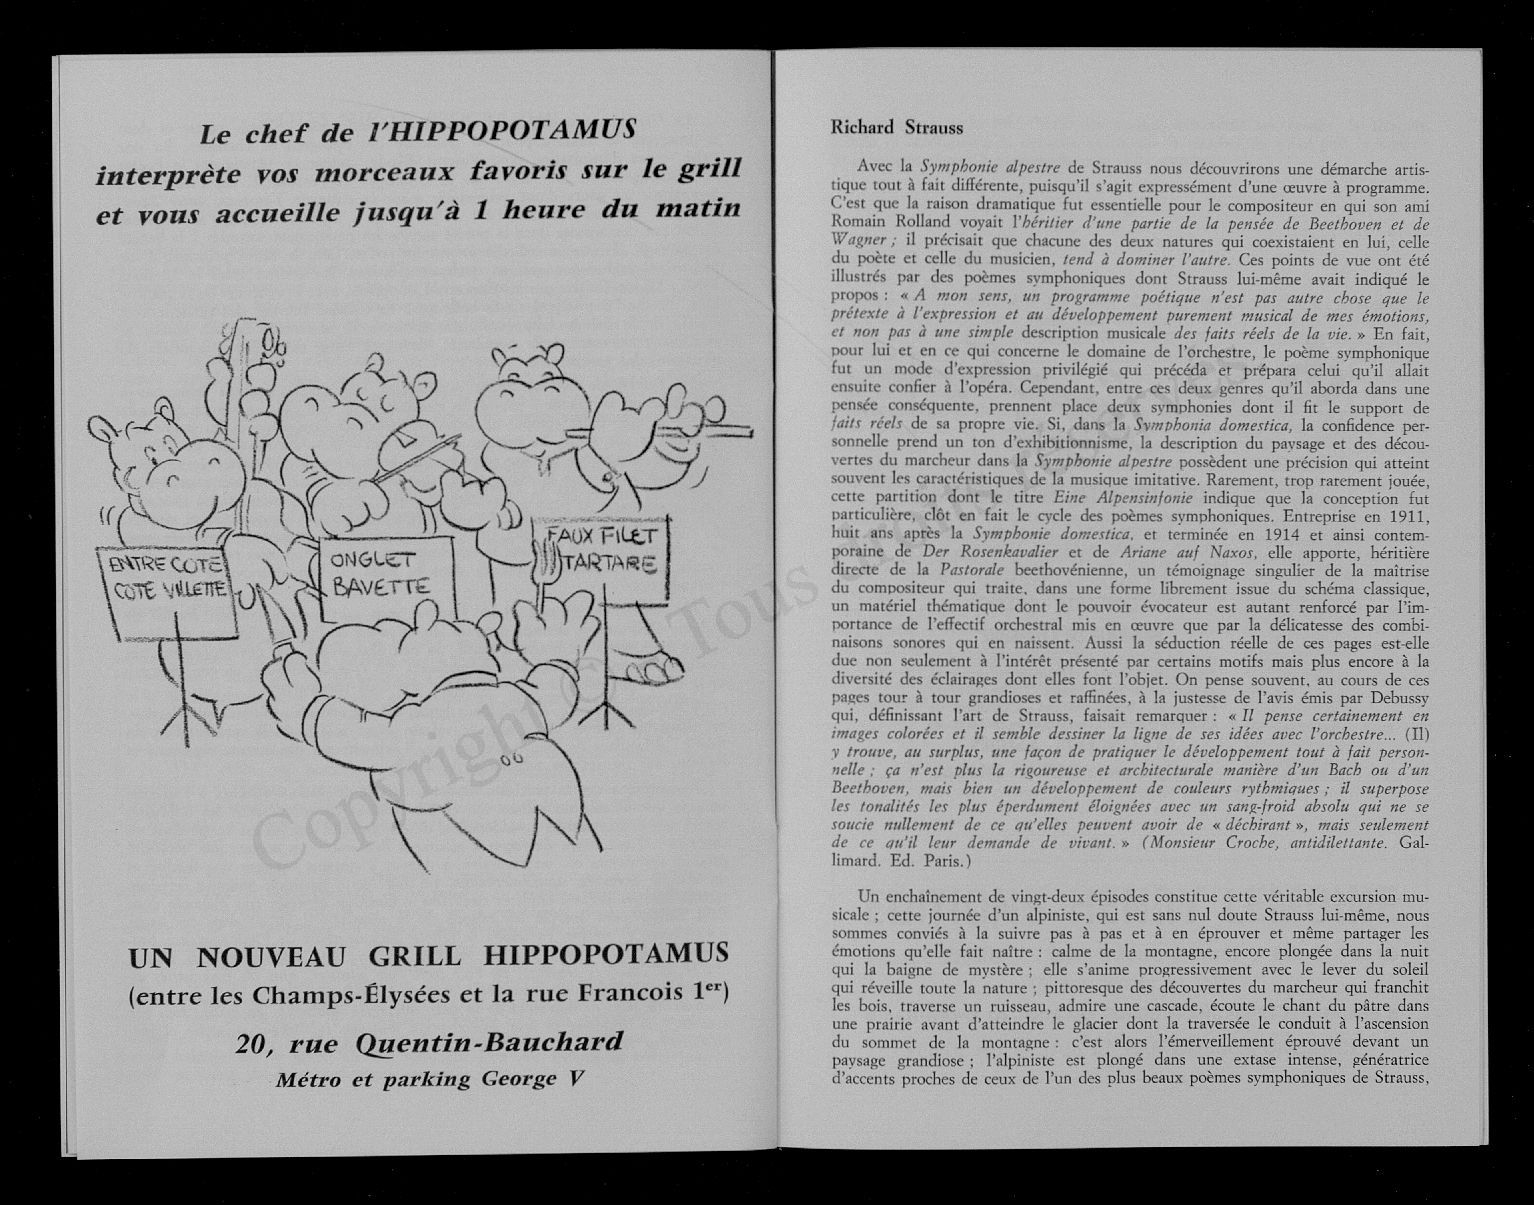 Le chef de l'HIPPOPOTAMUS
interprète vos morceaux favoris sur le grill
et vous accueille jusqu'à 1 heure du matin
ENTRE COTE
COTE VILLETTE
ONGLET
BAVETTE
FAUX FILET
TARTARE
UN NOUVEAU GRILL HIPPOPOTAMUS
(entre les Champs-Élysées et la rue Francois 1er)
20, rue Quentin-Bauchard
Métro et parking George V
Copyright © Tous
Richard Strauss
Avec la Symphonie alpestre de Strauss nous découvrirons une démarche artis-
tique tout à fait différente, puisqu'il s'agit expressément d'une œuvre à programme.
C'est que la raison dramatique fut essentielle pour le compositeur en qui son ami
Romain Rolland voyait l'héritier d'une partie de la pensée de Beethoven et de
Wagner ; il précisait que chacune des deux natures qui coexistaient en lui, celle
du poète et celle du musicien, tend à dominer l'autre. Ces points de vue ont été
illustrés par des poèmes symphoniques dont Strauss lui-même avait indiqué le
propos : « A mon sens, un programme poétique n'est pas autre chose que le
prétexte à l'expression et au développement purement musical de mes émotions,
et non pas à une simple description musicale des faits réels de la vie. » En fait,
pour lui et en ce qui concerne le domaine de l'orchestre, le poème symphonique
fut un mode d'expression privilégié qui précéda et prépara celui qu'il allait
ensuite confier à l'opéra. Cependant, entre ces deux genres qu'il aborda dans une
pensée conséquente, prennent place deux symphonies dont il fit le support de
faits réels de sa propre vie. Si, dans la Symphonia domestica, la confidence per-
sonnelle prend un ton d'exhibitionnisme, la description du paysage et des décou-
vertes du marcheur dans la Symphonie alpestre possèdent une précision qui atteint
souvent les caractéristiques de la musique imitative. Rarement, trop rarement jouée,
cette partition dont le titre Eine Alpensinfonie indique que la conception fut
particulière, clôt en fait le cycle des poèmes symphoniques. Entreprise en 1911,
huit ans après la Symphonie domestica, et terminée en 1914 et ainsi contem-
poraine de Der Rosenkavalier et de Ariane auf Naxos, elle apporte, héritière
directe de la Pastorale beethovénienne, un témoignage singulier de la maîtrise
du compositeur qui traite, dans une forme librement issue du schéma classique,
un matériel thématique dont le pouvoir évocateur est autant renforcé par l'im-
portance de l'effectif orchestral mis en œuvre que par la délicatesse des combi-
naisons sonores qui en naissent. Aussi la séduction réelle de ces pages est-elle
due non seulement à l'intérêt présenté par certains motifs mais plus encore à la
diversité des éclairages dont elles font l'objet. On pense souvent, au cours de ces
pages tour à tour grandioses et raffinées, à la justesse de l'avis émis par Debussy
qui, définissant l'art de Strauss, faisait remarquer : « Il pense certainement en
images colorées et il semble dessiner la ligne de ses idées avec l'orchestre... (Il)
y trouve, au surplus, une façon de pratiquer le développement tout à fait person-
nelle ; ça n'est plus la rigoureuse et architecturale manière d'un Bach ou d'un
Beethoven, mais bien un développement de couleurs rythmiques ; il superpose
les tonalités les plus éperdument éloignées avec un sang-froid absolu qui ne se
soucie nullement de ce qu'elles peuvent avoir de « déchirant », mais seulement
de ce qu'il leur demande de vivant. » (Monsieur Croche, antidilettante. Gal-
limard. Ed. Paris.)
Un enchaînement de vingt-deux épisodes constitue cette véritable excursion mu-
sicale ; cette journée d'un alpiniste, qui est sans nul doute Strauss lui-même, nous
sommes conviés à la suivre pas à pas et à en éprouver et même partager les
émotions qu'elle fait naître : calme de la montagne, encore plongée dans la nuit
qui la baigne de mystère ; elle s'anime progressivement avec le lever du soleil
qui réveille toute la nature ; pittoresque des découvertes du marcheur qui franchit
les bois, traverse un ruisseau, admire une cascade, écoute le chant du pâtre dans
une prairie avant d'atteindre le glacier dont la traversée le conduit à l'ascension
du sommet de la montagne : c'est alors l'émerveillement éprouvé devant un
paysage grandiose ; l'alpiniste est plongé dans une extase intense, génératrice
d'accents proches de ceux de l'un des plus beaux poèmes symphoniques de Strauss,